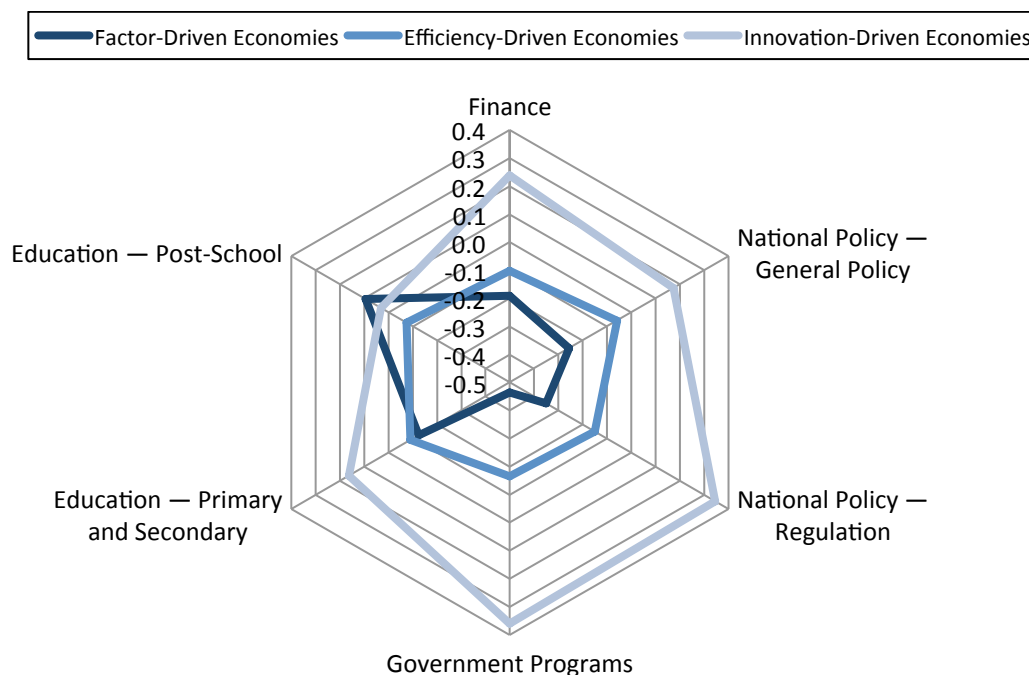 Factor-Driven Economies Efficiency-Driven Economies Innovation-Driven Economies
Finance
0.4
0.3
0.2
0.1
0.0
-0.1
-0.2
-0.3
-0.4
-0.5
National Policy —
General Policy
National Policy —
Regulation
Government Programs
Education — Primary
and Secondary
Education — Post-School